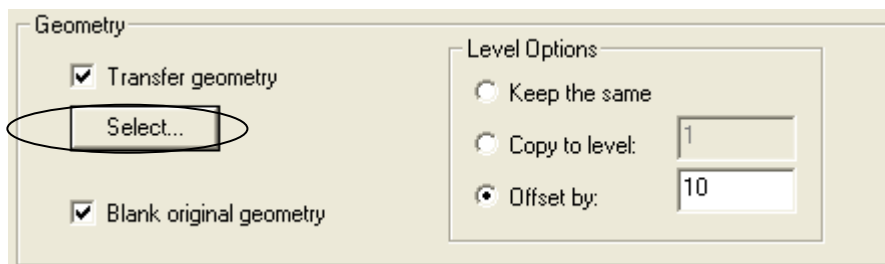 Geometry
Transfer geometry
Select...
Blank original geometry
Level Options
Keep the same
Copy to level: 1
Offset by: 10